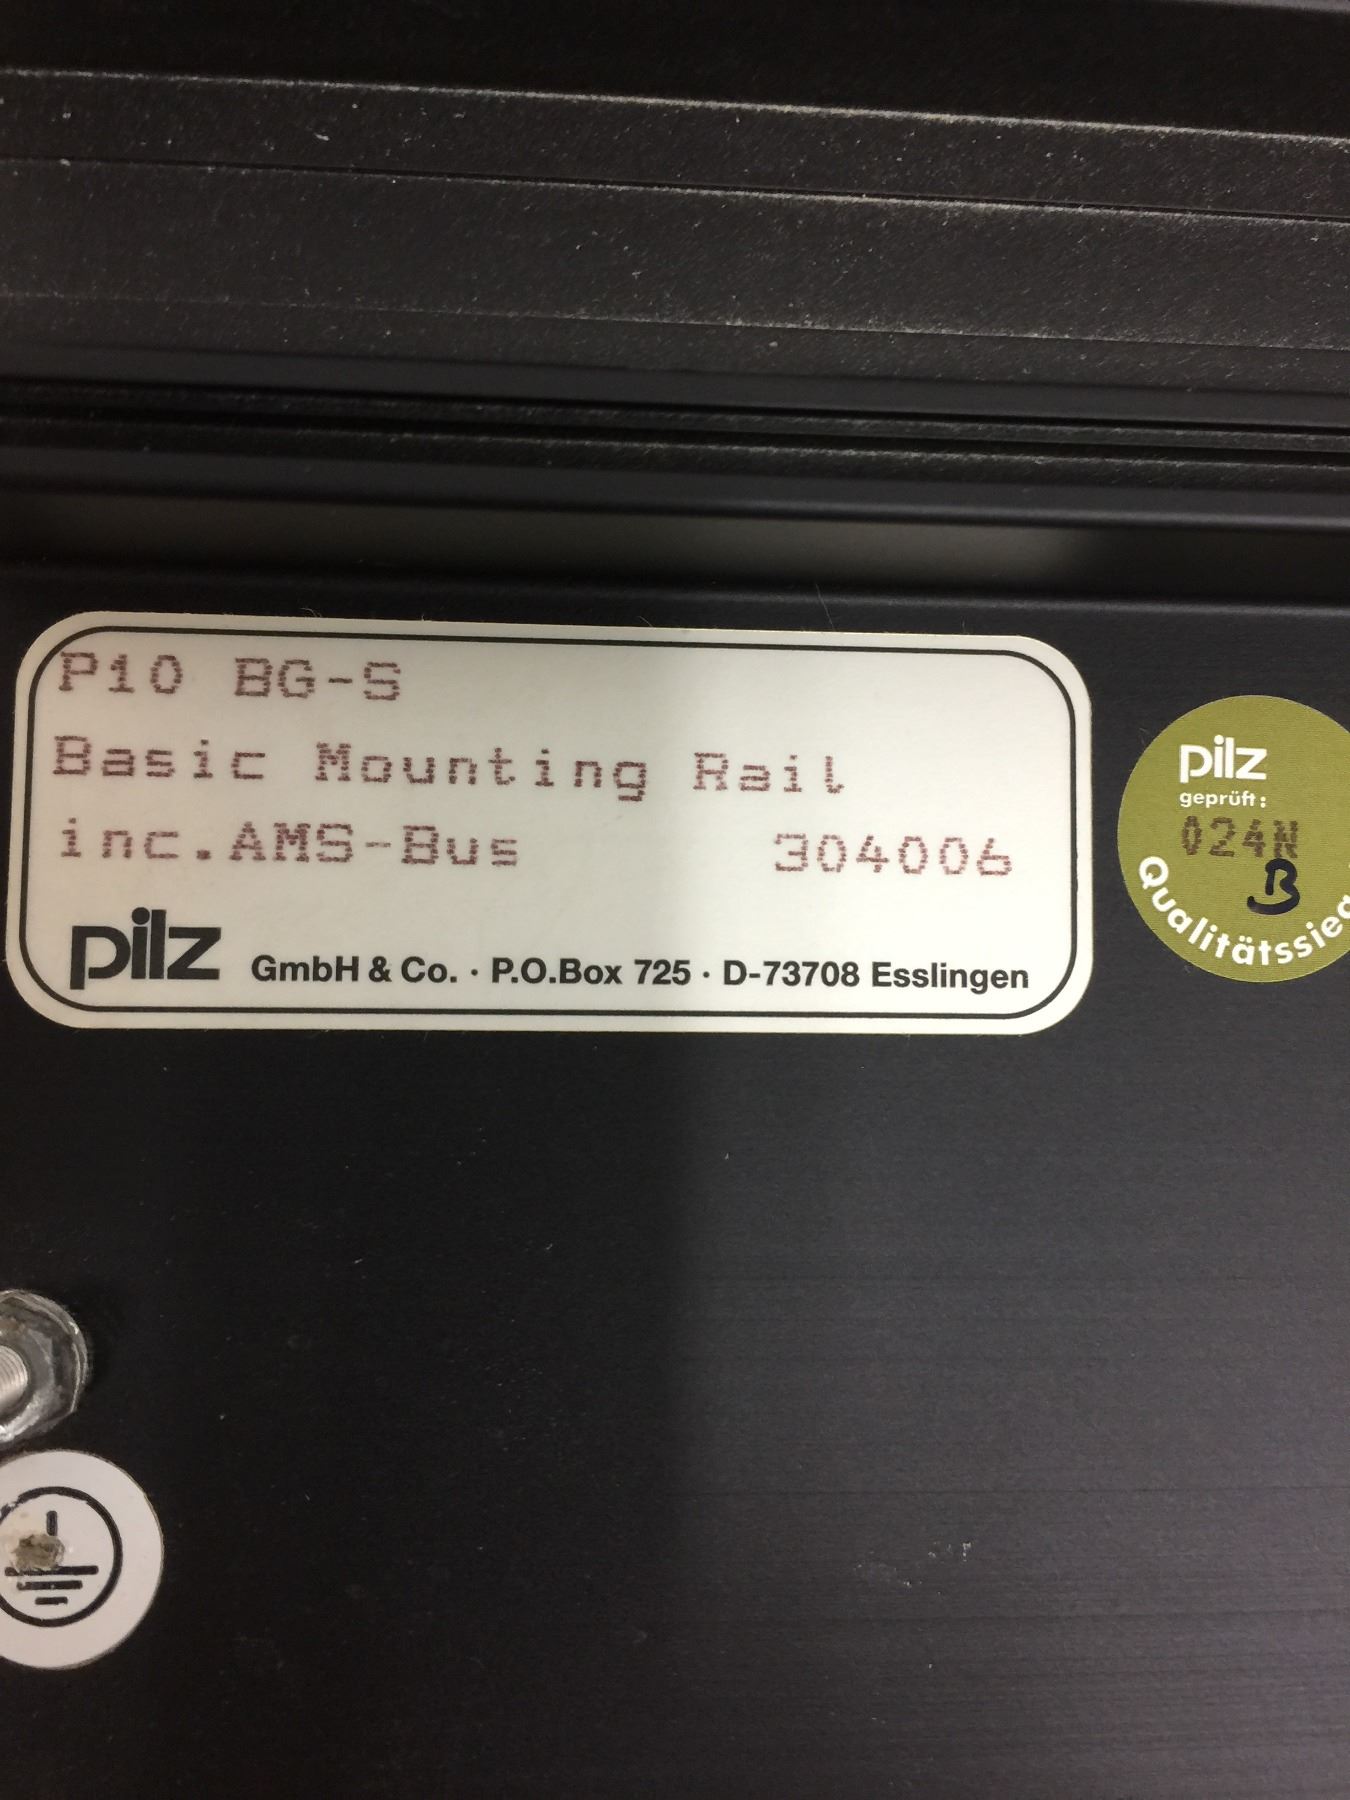 P10 BG-S
Basic Mounting Rail
inc.AMS-Bus 304006
pilz GmbH & Co. · P.O.Box 725 · D-73708 Esslingen
pilz
geprüft:
024N
B